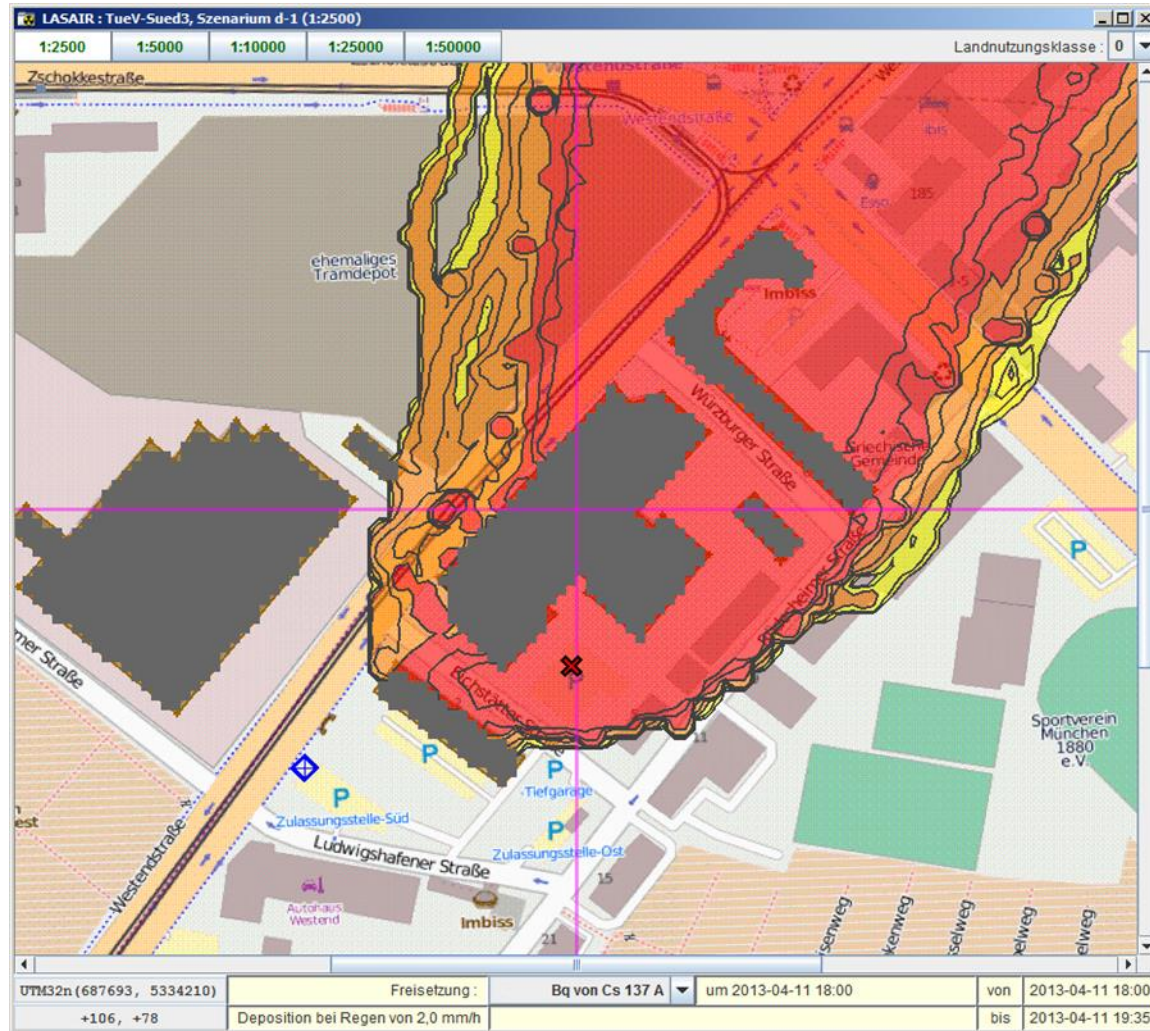 LASAIR : TueV-Sued3, Szenarium d-1 (1:2500)
1:2500 1:5000 1:10000 1:25000 1:50000 Landnutzungsklasse : 0
Zschokkestraße
Westendstraße
Westendstraße
ibis
185
Esso
ehemaliges
Tramdepot
Imbiss
Würzburger Straße
Griechische
Gemeinde
P
mer Straße
11
Sportverein
München
1880
e.V.
P
P
Tiefgarage
P
Zulassungsstelle-Süd
P
Zulassungsstelle-Ost
Ludwigshafener Straße
Westendstraße
15
Autohaus
Westend
Imbiss
21
UTM32n(687693, 5334210) Freisetzung : Bq von Cs 137 A um 2013-04-11 18:00 von 2013-04-11 18:00
+106, +78 Deposition bei Regen von 2,0 mm/h bis 2013-04-11 19:35